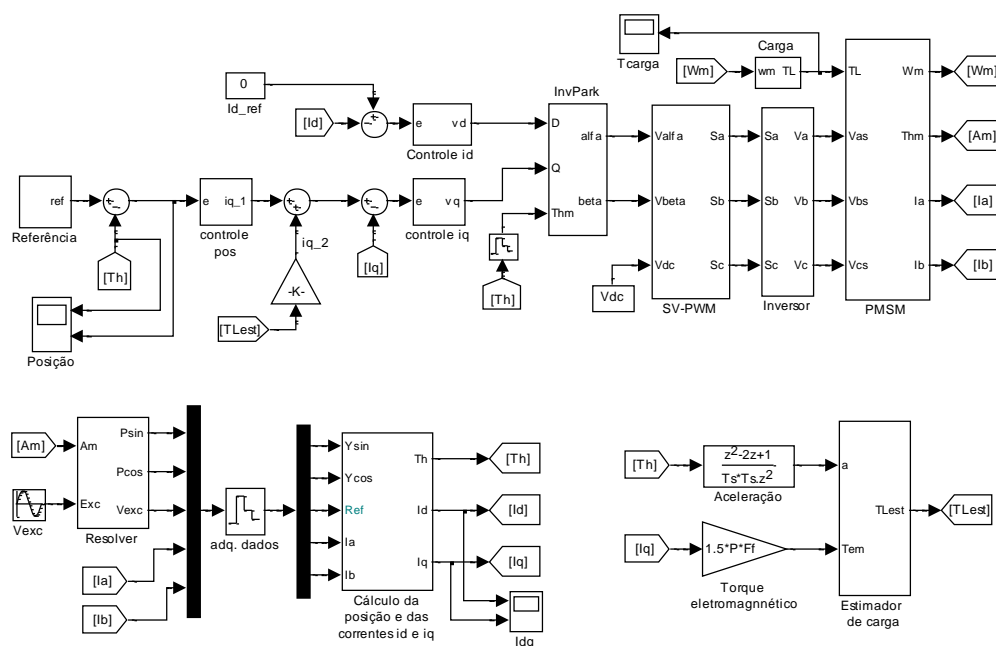 Tcarga
[Wm]
Carga
wm TL
TL
Wm
[Wm]
0
Id_ref
[Id]
e vd
Controle id
InvPark
D
alfa
Q
beta
Thm
Valfa
Sa
Vbeta
Sb
Vdc
Sc
SV-PWM
Sa
Va
Sb
Vb
Sc
Vc
Inversor
Vas
Thm
[Am]
Vbs
Ia
[Ia]
Vcs
Ib
[Ib]
PMSM
ref
Referência
[Th]
e iq_1
controle
pos
iq_2
-K-
[TLest]
[Iq]
e vq
controle iq
[Th]
Vdc
Posição
[Am]
Am
Psin
Pcos
Exc
Vexc
Vexc
Resolver
[Ia]
[Ib]
adq. dados
Ysin
Th
Ycos
Ref
Id
Ia
Iq
Ib
Cálculo da
posição e das
correntes id e iq
[Th]
[Id]
[Iq]
Idq
[Th]
z²-2z+1
Ts*Ts.z²
Aceleração
[Iq]
1.5*P*Ff
Torque
eletromagnnético
a
TLest
Tem
Estimador
de carga
[TLest]